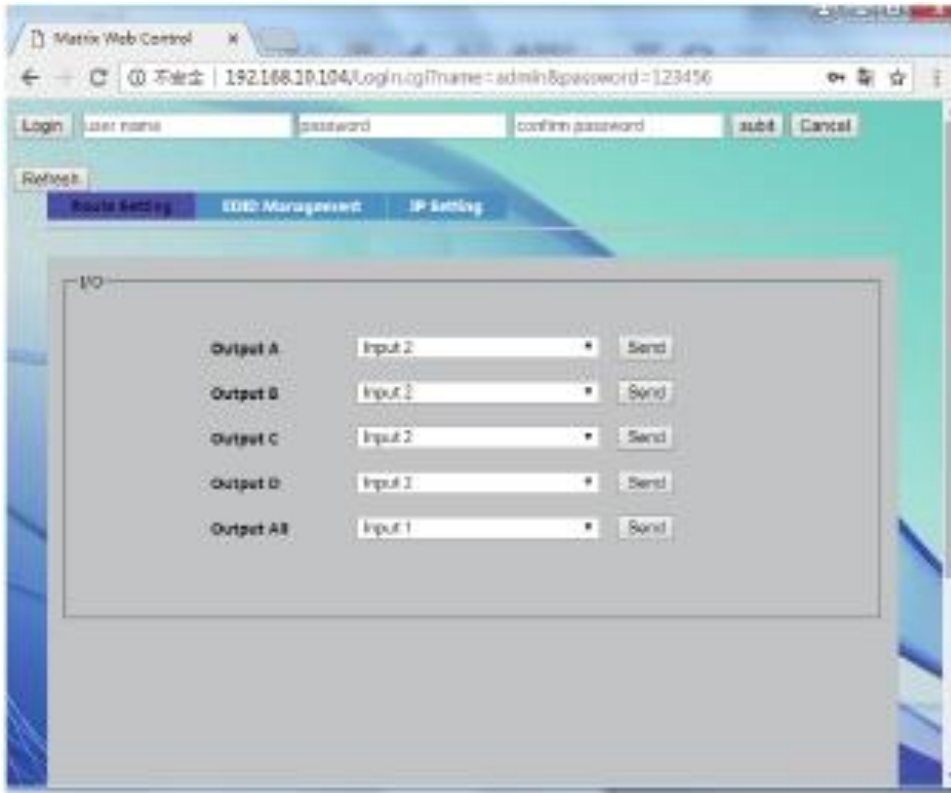 Matrix Web Control
不安全 | 192.168.10.104/Login.cgi?name=admin&password=123456
Login user name password confirm password subit Cancel
Refresh
Route Setting EDID Management IP Setting
I/O
Output A Input 2 Send
Output B Input 2 Send
Output C Input 2 Send
Output D Input 2 Send
Output AB Input 1 Send